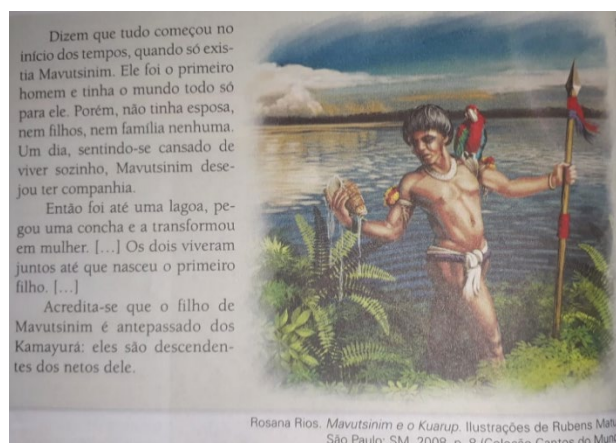 Dizem que tudo começou no
início dos tempos, quando só exis-
tia Mavutsinim. Ele foi o primeiro
homem e tinha o mundo todo só
para ele. Porém, não tinha esposa,
nem filhos, nem família nenhuma.
Um dia, sentindo-se cansado de
viver sozinho, Mavutsinim dese-
jou ter companhia.
Então foi até uma lagoa, pe-
gou uma concha e a transformou
em mulher. [...] Os dois viveram
juntos até que nasceu o primeiro
filho. [...]
Acredita-se que o filho de
Mavutsinim é antepassado dos
Kamayurá: eles são descenden-
tes dos netos dele.
Rosana Rios. Mavutsinim e o Kuarup. Ilustrações de Rubens
São Paulo: SM, 2008. p. 9 (Coleção Cantos do